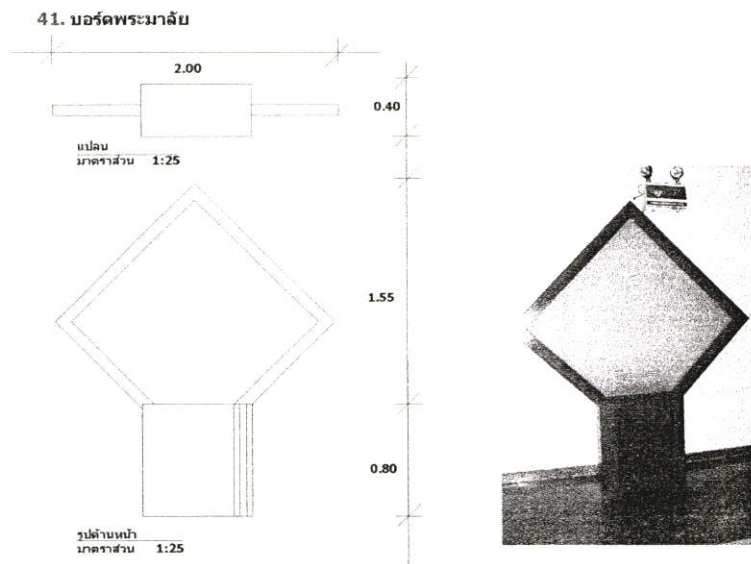 41. บอร์ดพระมาลัย
2.00
0.40
แปลน
มาตราส่วน 1:25
1.55
0.80
รูปด้านหน้า
มาตราส่วน 1:25